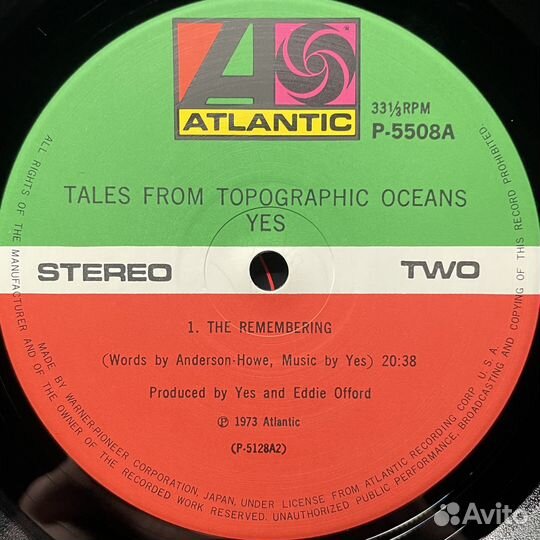 ATLANTIC
33⅓RPM
P-5508A
TALES FROM TOPOGRAPHIC OCEANS
YES
STEREO TWO
1. THE REMEMBERING
(Words by Anderson-Howe, Music by Yes) 20:38
Produced by Yes and Eddie Offord
Ⓟ 1973 Atlantic
(P-5128A2)
MADE BY WARNER-PIONEER CORPORATION, JAPAN, UNDER LICENSE FROM ATLANTIC RECORDING CORP. U.S.A.
ALL RIGHTS OF THE MANUFACTURER AND OF THE OWNER OF THE RECORDED WORK RESERVED. UNAUTHORIZED PUBLIC PERFORMANCE, BROADCASTING AND COPYING OF THIS RECORD PROHIBITED.
Avito